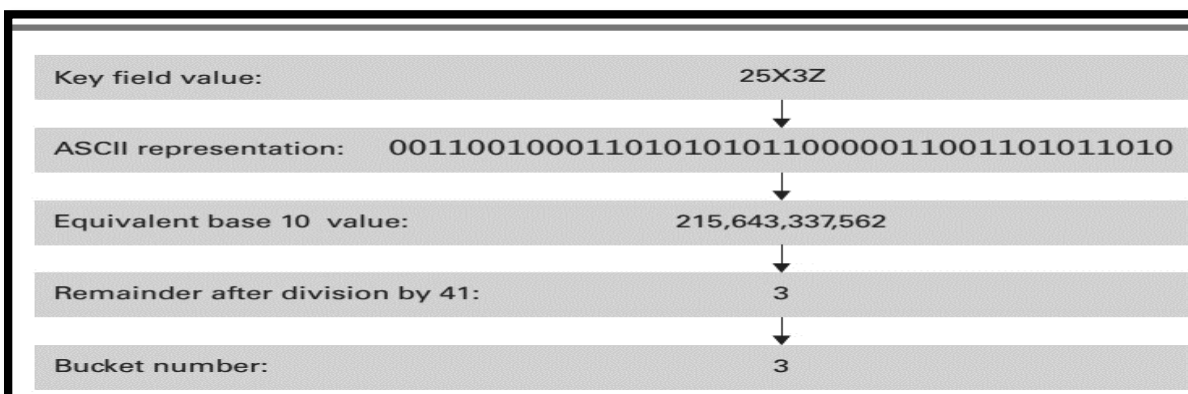 Key field value: 25X3Z
ASCII representation: 0011001000110101010110000011001101011010
Equivalent base 10 value: 215,643,337,562
Remainder after division by 41: 3
Bucket number: 3